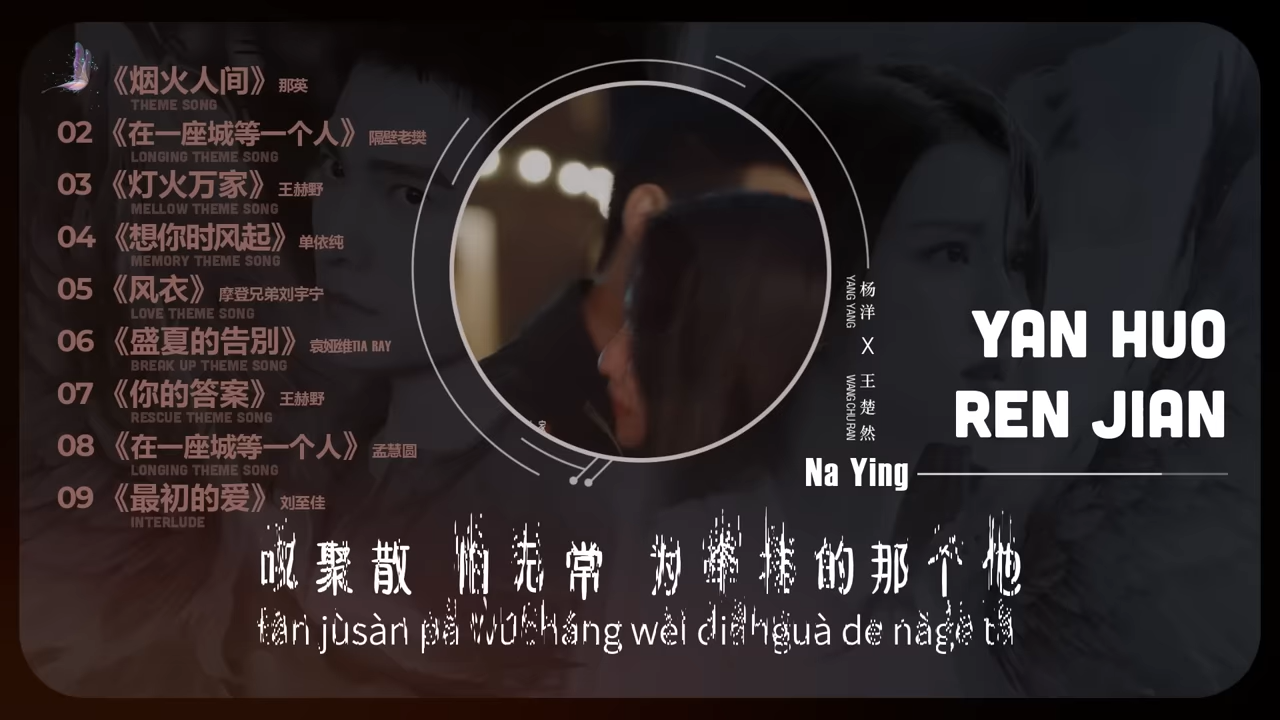 《烟火人间》 那英
THEME SONG
02 《在一座城等一个人》 隔壁老樊
LONGING THEME SONG
03 《灯火万家》 王赫野
MELLOW THEME SONG
04 《想你时风起》 单依纯
MEMORY THEME SONG
05 《风衣》 摩登兄弟刘宇宁
LOVE THEME SONG
06 《盛夏的告别》 袁娅维TIA RAY
BREAK UP THEME SONG
07 《你的答案》 王赫野
RESCUE THEME SONG
08 《在一座城等一个人》 孟慧圆
LONGING THEME SONG
09 《最初的爱》 刘至佳
INTERLUDE
杨洋 X 王楚然
YANG YANG WANG CHU RAN
YAN HUO
REN JIAN
Na Ying
叹聚散 怕无常 为牵挂的那个他
tàn jùsàn pà wúcháng wèi de nàgè tā